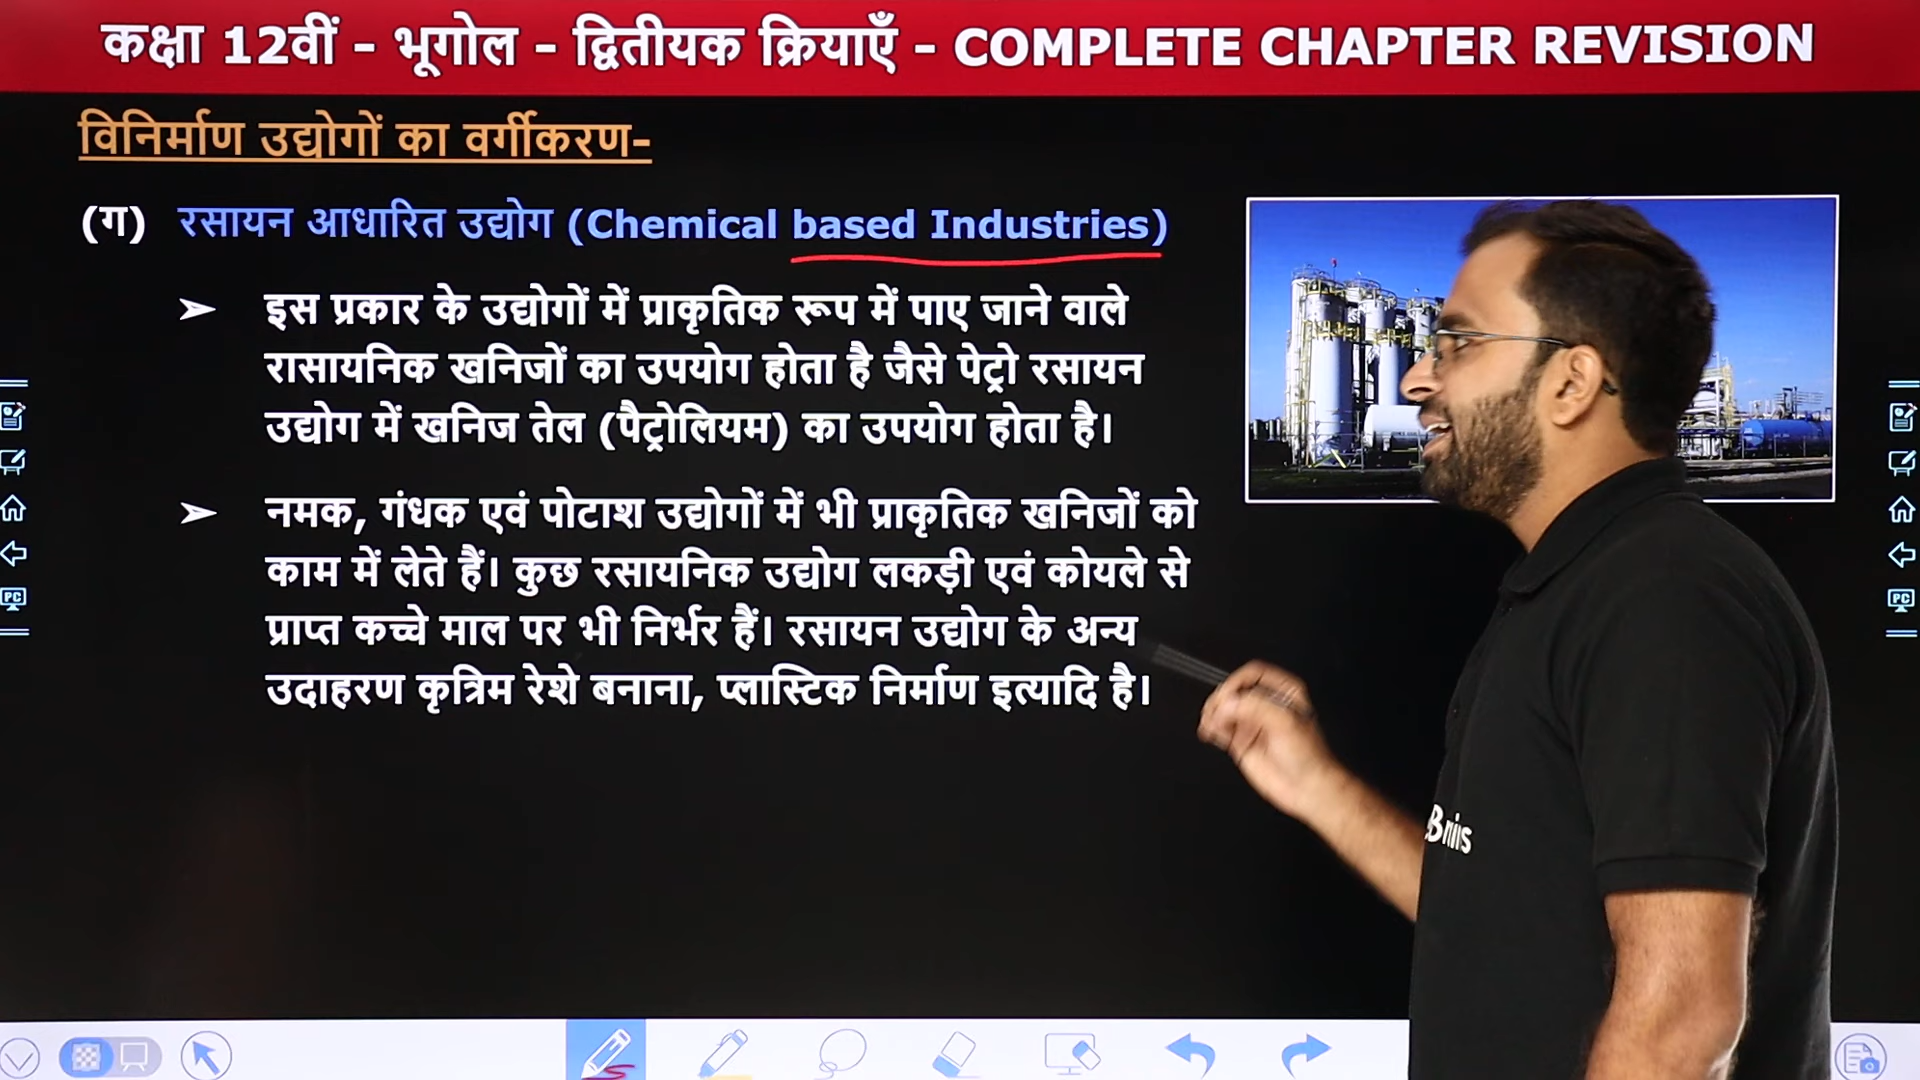 कक्षा 12वीं - भूगोल - द्वितीयक क्रियाएँ - COMPLETE CHAPTER REVISION
विनिर्माण उद्योगों का वर्गीकरण-
(ग) रसायन आधारित उद्योग (Chemical based Industries)
➢ इस प्रकार के उद्योगों में प्राकृतिक रूप में पाए जाने वाले
रासायनिक खनिजों का उपयोग होता है जैसे पेट्रो रसायन
उद्योग में खनिज तेल (पैट्रोलियम) का उपयोग होता है।
➢ नमक, गंधक एवं पोटाश उद्योगों में भी प्राकृतिक खनिजों को
काम में लेते हैं। कुछ रसायनिक उद्योग लकड़ी एवं कोयले से
प्राप्त कच्चे माल पर भी निर्भर हैं। रसायन उद्योग के अन्य
उदाहरण कृत्रिम रेशे बनाना, प्लास्टिक निर्माण इत्यादि है।
PC
PC